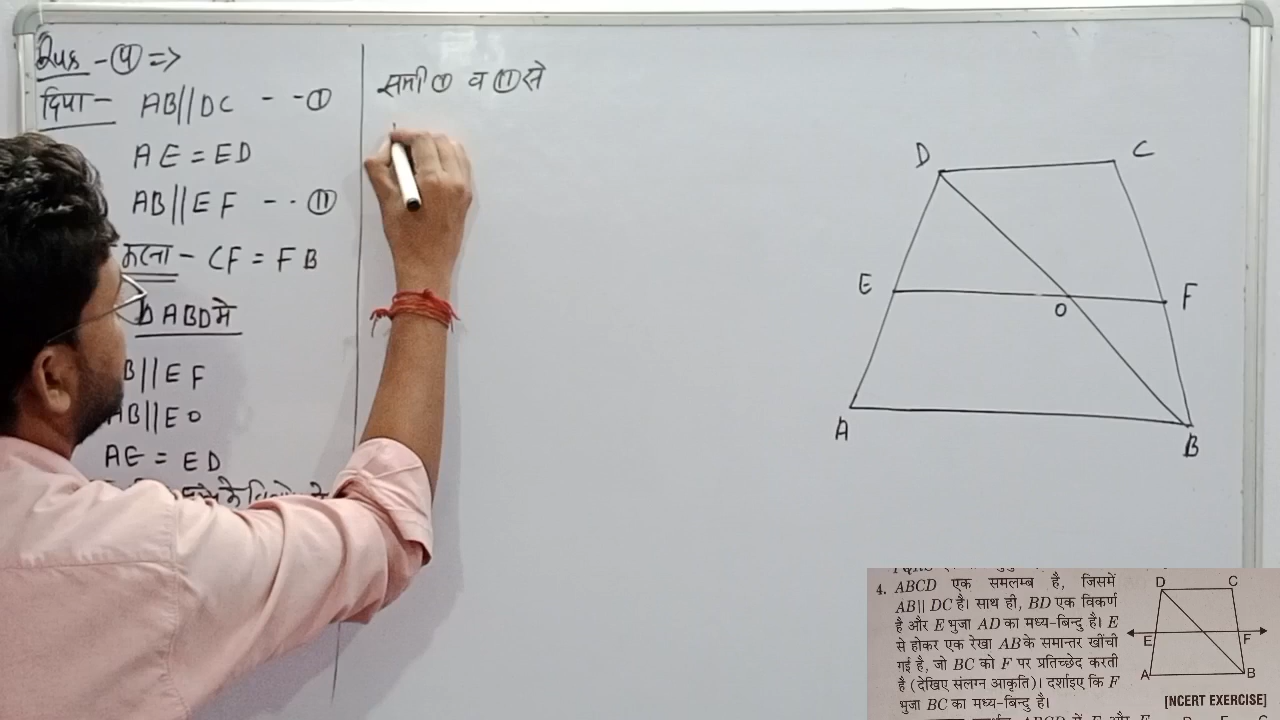 Ques - ④ =>
दिया - AB||DC - - ①
AE = ED
AB||EF - - ⑪
करना - CF = FB
Δ ABD मे
B||EF
AB||EO
AE = ED
समी ① व ⑪ से
D
C
E
F
O
A
B
4. ABCD एक समलम्ब है, जिसमें
AB|| DC है। साथ ही, BD एक विकर्ण
है और E भुजा AD का मध्य-बिन्दु है। E
से होकर एक रेखा AB के समान्तर खींची
गई है, जो BC को F पर प्रतिच्छेद करती
है (देखिए संलग्न आकृति)। दर्शाइए कि F
भुजा BC का मध्य-बिन्दु है।
D C
E F
A B
[NCERT EXERCISE]